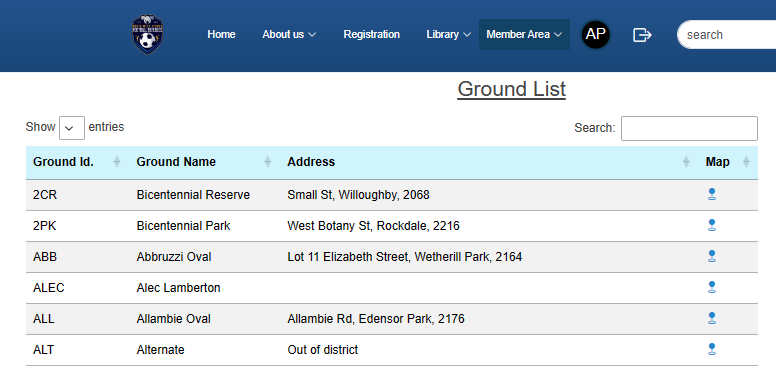 Home About us Registration Library Member Area AP search
Ground List
Show entries Search:
Ground Id. Ground Name Address Map
2CR Bicentennial Reserve Small St, Willoughby, 2068
2PK Bicentennial Park West Botany St, Rockdale, 2216
ABB Abbruzzi Oval Lot 11 Elizabeth Street, Wetherill Park, 2164
ALEC Alec Lamberton
ALL Allambie Oval Allambie Rd, Edensor Park, 2176
ALT Alternate Out of district